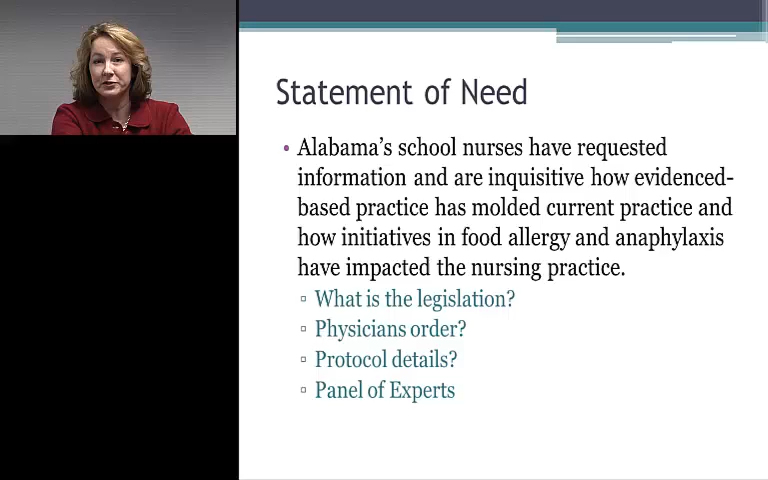 Statement of Need
• Alabama's school nurses have requested
information and are inquisitive how evidenced-
based practice has molded current practice and
how initiatives in food allergy and anaphylaxis
have impacted the nursing practice.
▫ What is the legislation?
▫ Physicians order?
▫ Protocol details?
▫ Panel of Experts